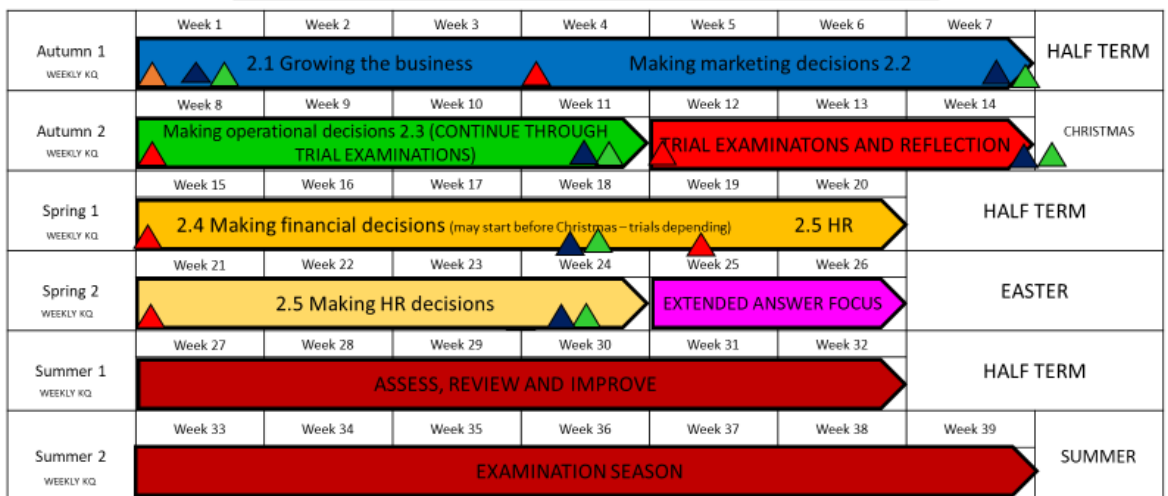 Week 1 Week 2 Week 3 Week 4 Week 5 Week 6 Week 7
Autumn 1
WEEKLY KQ
2.1 Growing the business Making marketing decisions 2.2
HALF TERM
Week 8 Week 9 Week 10 Week 11 Week 12 Week 13 Week 14
Autumn 2
WEEKLY KQ
Making operational decisions 2.3 (CONTINUE THROUGH
TRIAL EXAMINATIONS)
TRIAL EXAMINATONS AND REFLECTION
CHRISTMAS
Week 15 Week 16 Week 17 Week 18 Week 19 Week 20
Spring 1
WEEKLY KQ
2.4 Making financial decisions (may start before Christmas – trials depending) 2.5 HR
HALF TERM
Week 21 Week 22 Week 23 Week 24 Week 25 Week 26
Spring 2
WEEKLY KQ
2.5 Making HR decisions
EXTENDED ANSWER FOCUS
EASTER
Week 27 Week 28 Week 29 Week 30 Week 31 Week 32
Summer 1
WEEKLY KQ
ASSESS, REVIEW AND IMPROVE
HALF TERM
Week 33 Week 34 Week 35 Week 36 Week 37 Week 38 Week 39
Summer 2
WEEKLY KQ
EXAMINATION SEASON
SUMMER